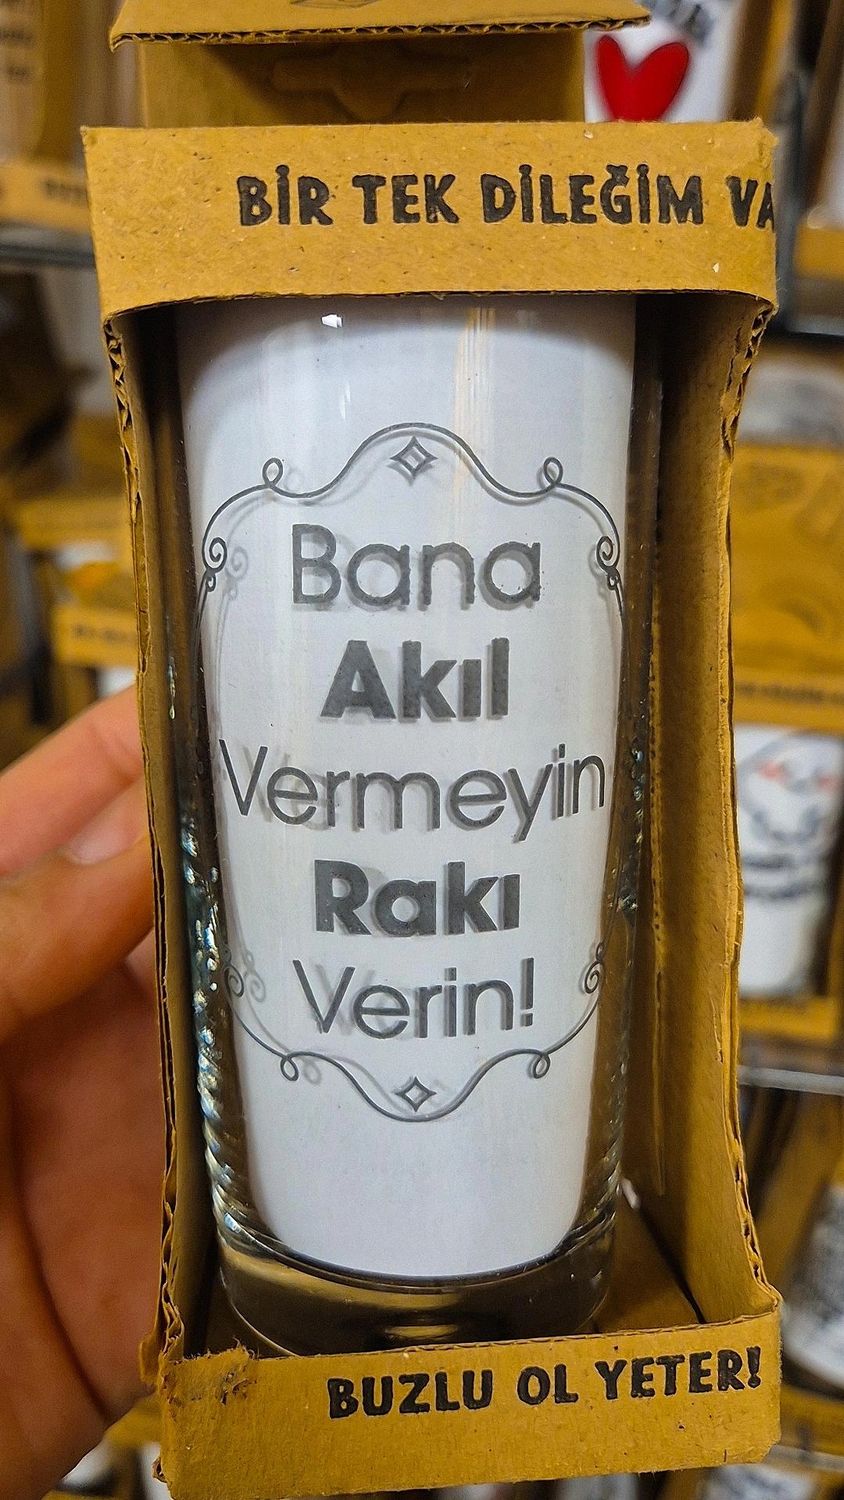 BİR TEK DİLEĞİM VA
Bana
Akıl
Vermeyin
Rakı
Verin!
BUZLU OL YETER!